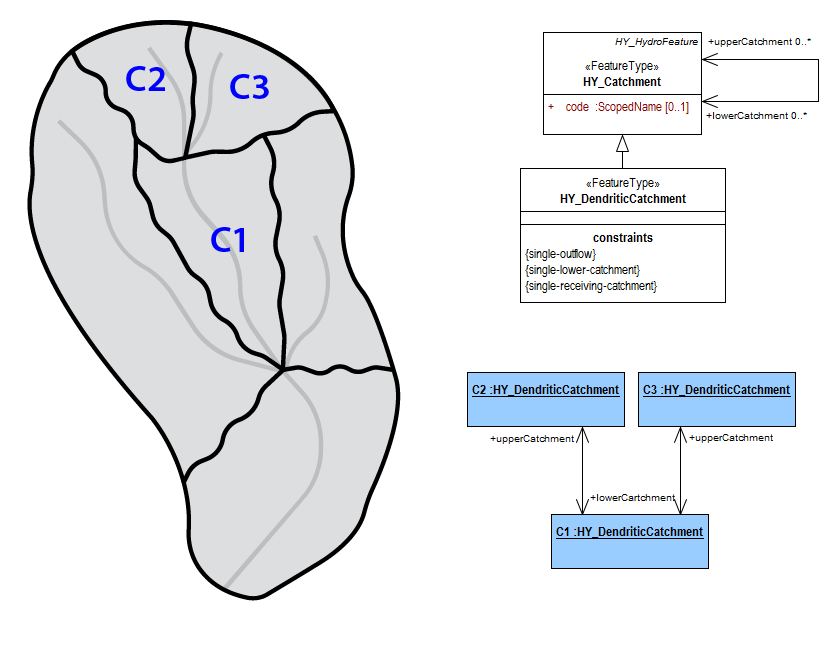 C2
C3
C1
HY_HydroFeature
«FeatureType»
HY_Catchment
+ code :ScopedName [0..1]
+upperCatchment 0..*
+lowerCatchment 0..*
«FeatureType»
HY_DendriticCatchment
constraints
{single-outflow}
{single-lower-catchment}
{single-receiving-catchment}
C2 :HY_DendriticCatchment
C3 :HY_DendriticCatchment
+upperCatchment
+upperCatchment
+lowerCartchment
C1 :HY_DendriticCatchment